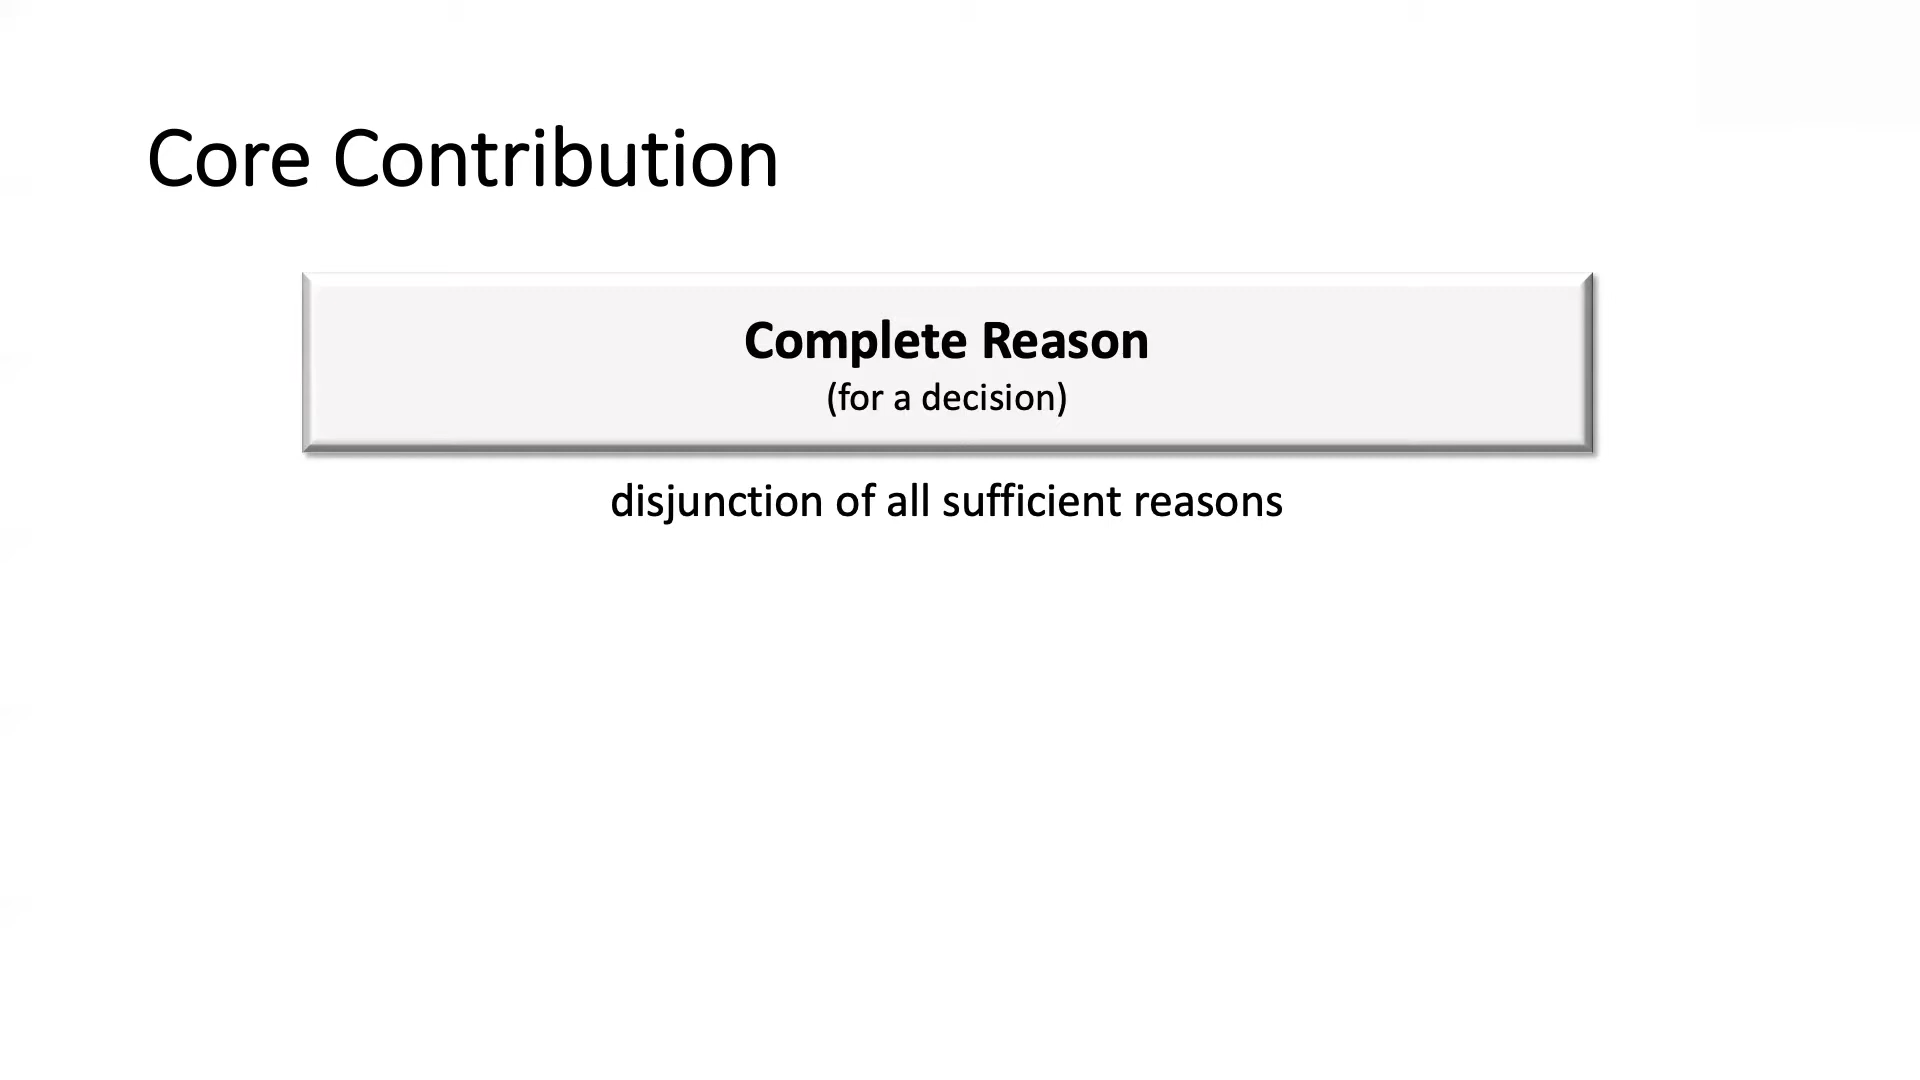 Core Contribution
Complete Reason
(for a decision)
disjunction of all sufficient reasons